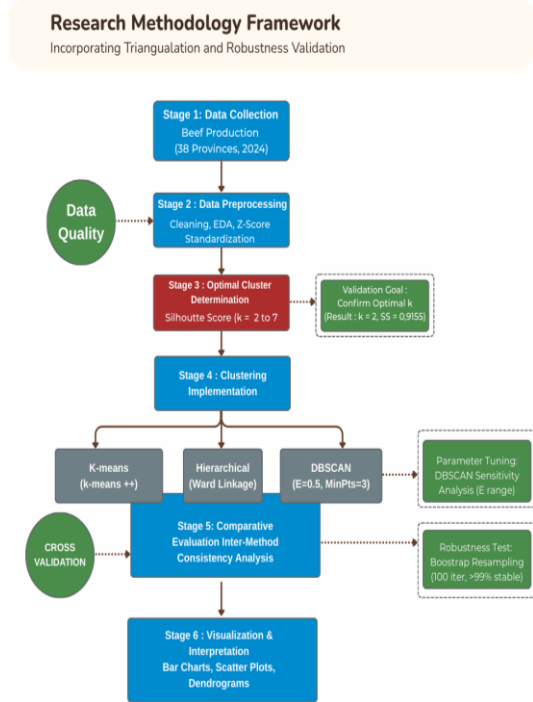 Research Methodology Framework
Incorporating Triangualation and Robustness Validation
Stage 1: Data Collection
Beef Production
(38 Provinces, 2024)
Data
Quality
Stage 2 : Data Preprocessing
Cleaning, EDA, Z-Score
Standardization
Stage 3 : Optimal Cluster
Determination
Silhoutte Score (k = 2 to 7
Validation Goal :
Confirm Optimal k
(Result : k = 2, SS = 0,9155)
Stage 4 : Clustering
Implementation
K-means
(k-means ++)
Hierarchical
(Ward Linkage)
DBSCAN
(E=0.5, MinPts=3)
Parameter Tuning:
DBSCAN Sensitivity
Analysis (E range)
CROSS
VALIDATION
Stage 5: Comparative
Evaluation Inter-Method
Consistency Analysis
Robustness Test:
Boostrap Resampling
(100 iter, >99% stable)
Stage 6 : Visualization &
Interpretation
Bar Charts, Scatter Plots,
Dendrograms